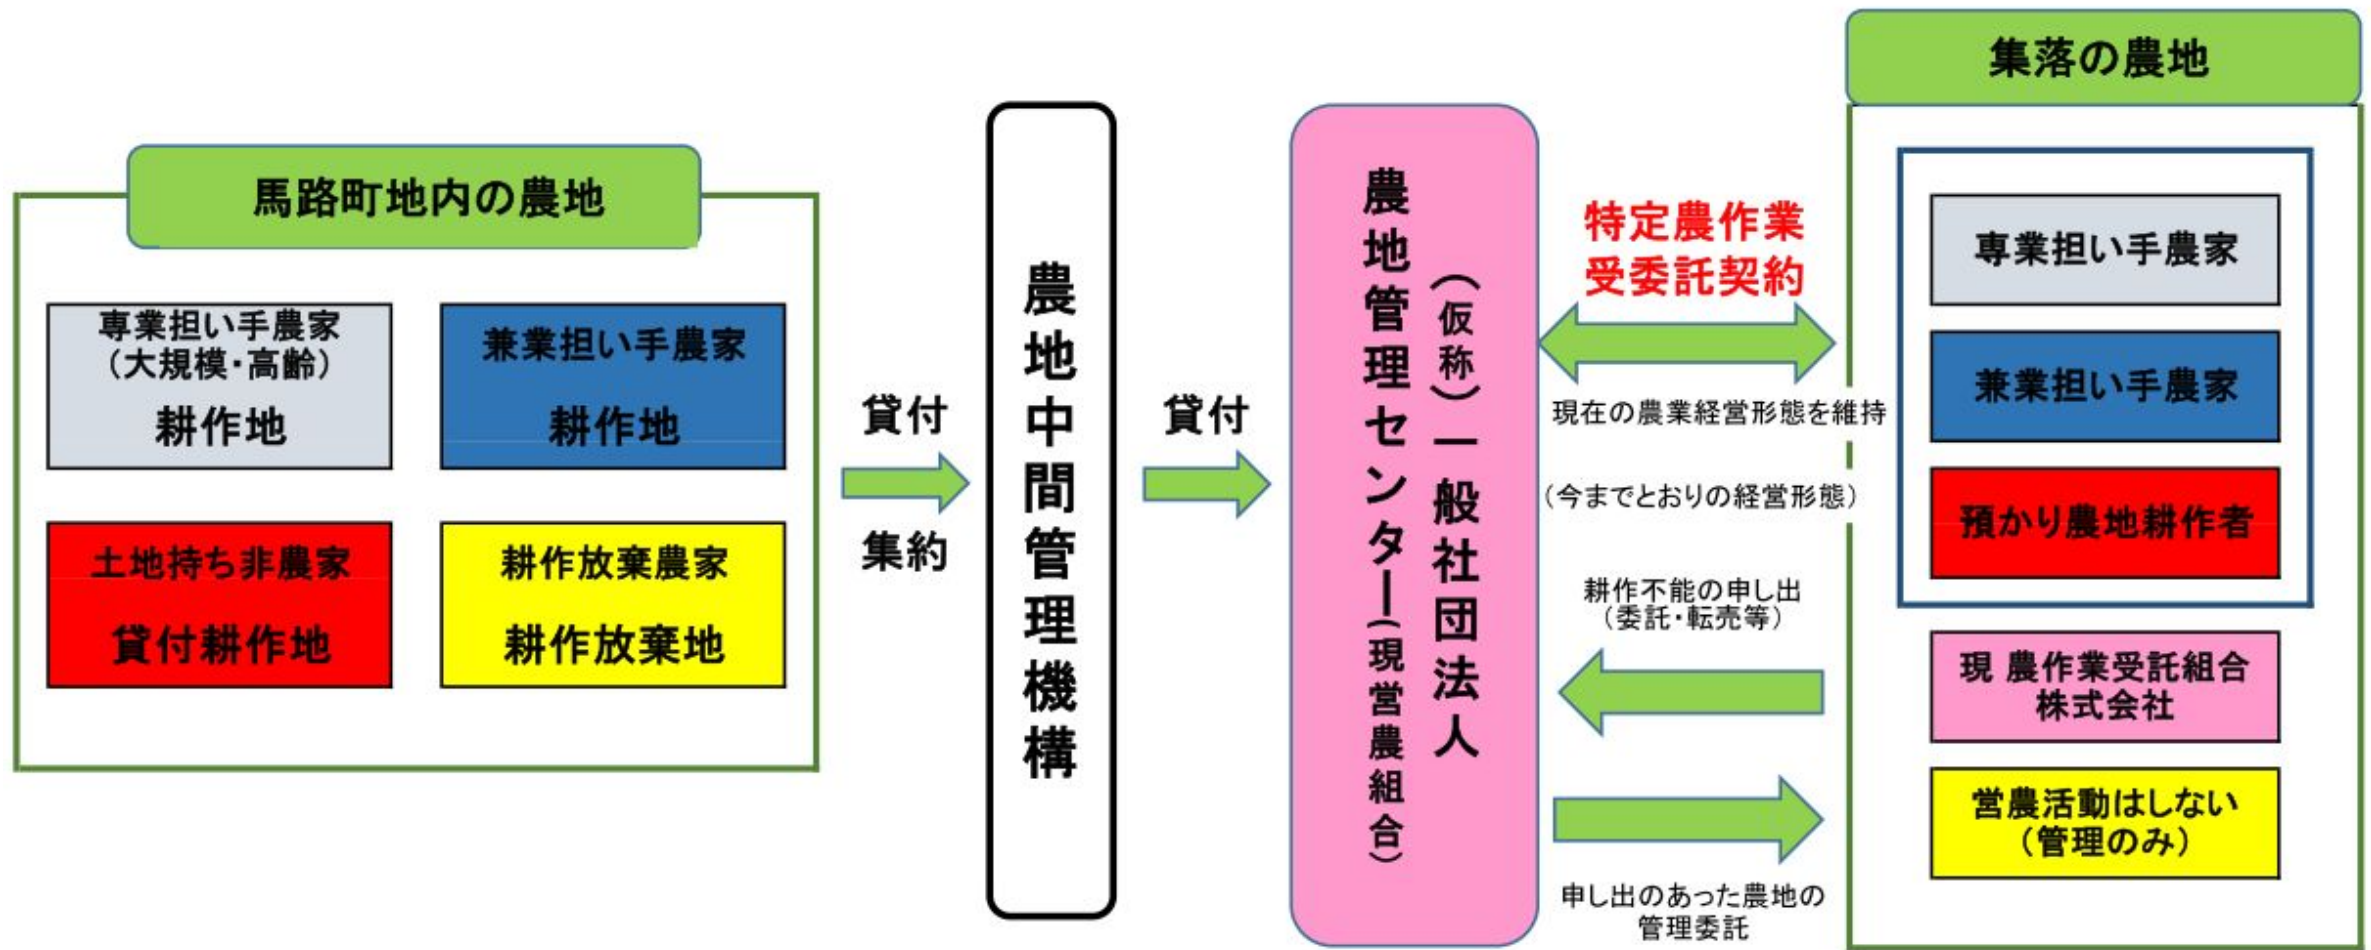 馬路町地内の農地
専業担い手農家
（大規模・高齢）
耕作地
兼業担い手農家
耕作地
土地持ち非農家
貸付耕作地
耕作放棄農家
耕作放棄地
貸付
集約
農地中間管理機構
貸付
（仮称）一般社団法人
農地管理センター（現営農組合）
特定農作業
受委託契約
現在の農業経営形態を維持
（今までとおりの経営形態）
耕作不能の申し出
（委託・転売等）
申し出のあった農地の
管理委託
集落の農地
専業担い手農家
兼業担い手農家
預かり農地耕作者
現 農作業受託組合
株式会社
営農活動はしない
（管理のみ）